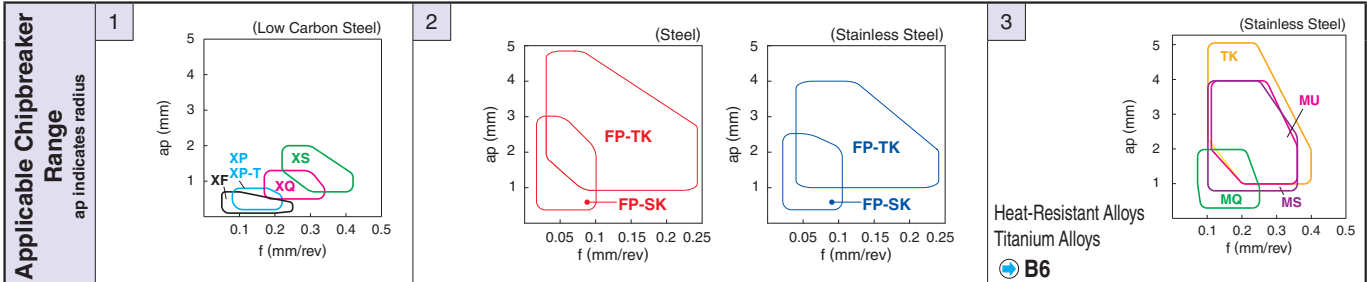 Applicable Chipbreaker
Range
ap indicates radius
1
(Low Carbon Steel)
5
4
3
2
1
ap (mm)
XP
XP-T
XF
XS
XQ
0.1 0.2 0.3 0.4 0.5
f (mm/rev)
2
(Steel)
5
4
3
2
1
ap (mm)
FP-TK
FP-SK
0.05 0.1 0.15 0.2 0.25
f (mm/rev)
(Stainless Steel)
5
4
3
2
1
ap (mm)
FP-TK
FP-SK
0.05 0.1 0.15 0.2 0.25
f (mm/rev)
3
Heat-Resistant Alloys
Titanium Alloys
B6
(Stainless Steel)
5
4
3
2
1
ap (mm)
TK
MU
MQ
MS
0.1 0.2 0.3 0.4 0.5
f (mm/rev)